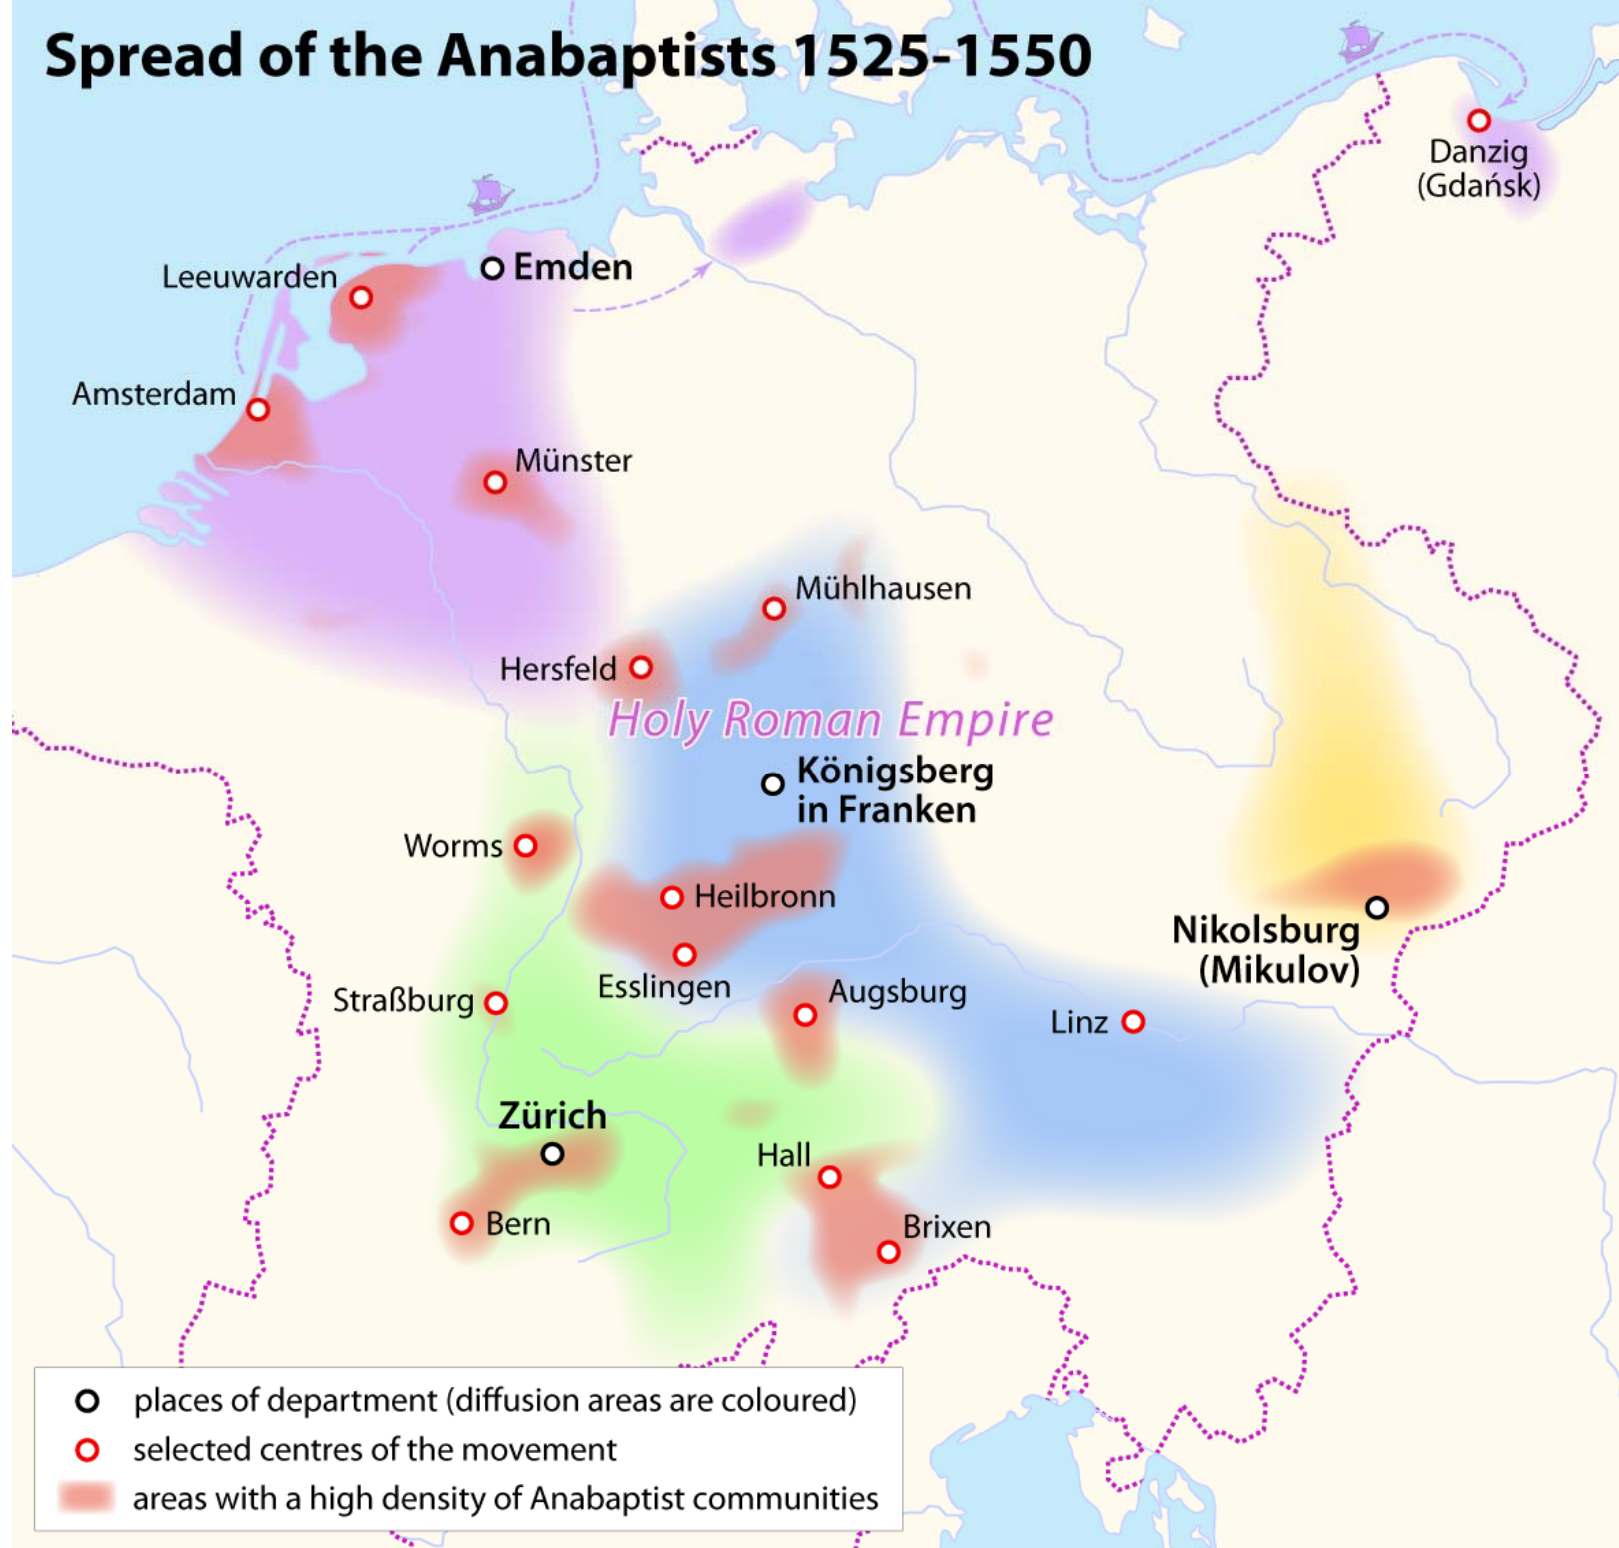 Spread of the Anabaptists 1525-1550
Danzig
(Gdańsk)
Emden
Leeuwarden
Amsterdam
Münster
Mühlhausen
Hersfeld
Holy Roman Empire
Königsberg
in Franken
Worms
Heilbronn
Nikolsburg
(Mikulov)
Esslingen
Augsburg
Straßburg
Linz
Zürich
Hall
Bern
Brixen
places of department (diffusion areas are coloured)
selected centres of the movement
areas with a high density of Anabaptist communities